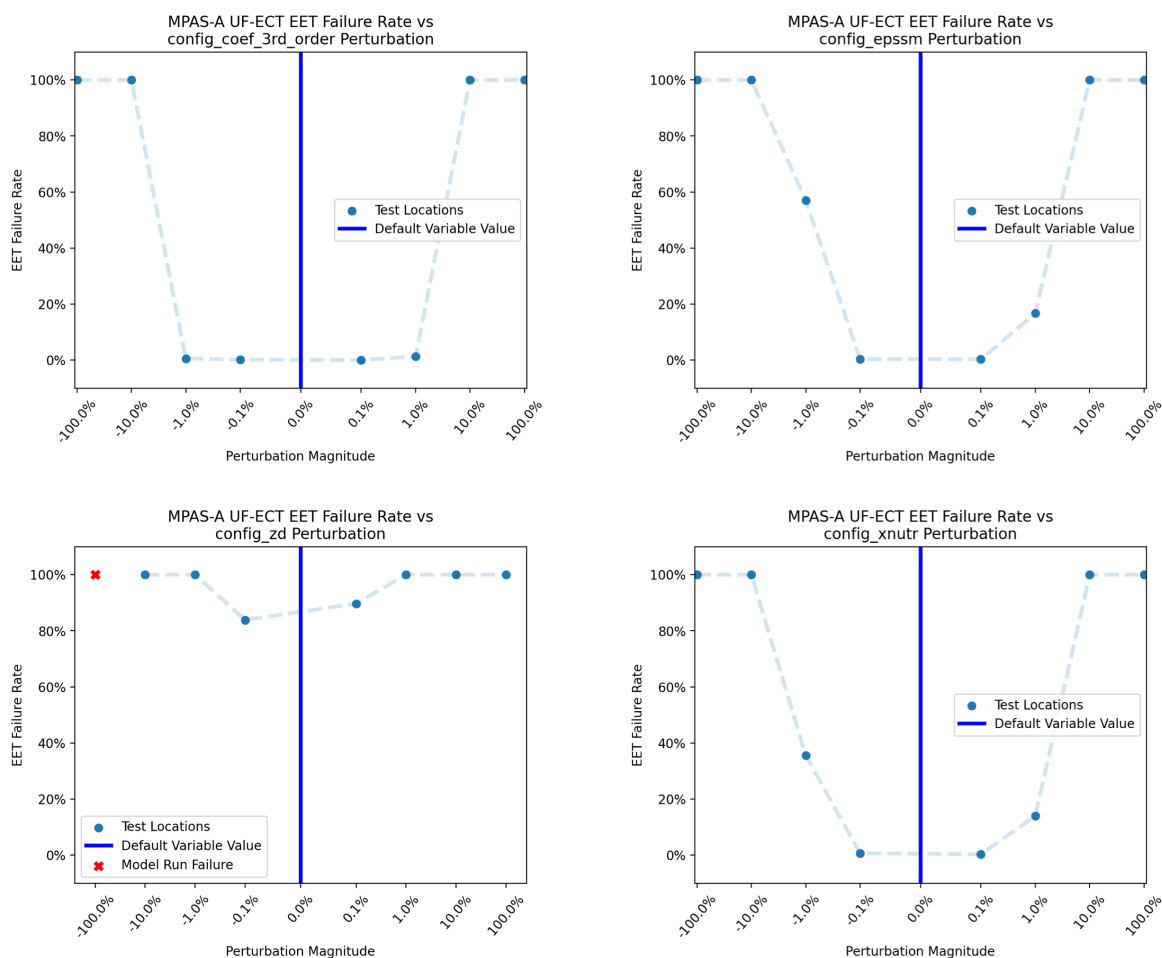 MPAS-A UF-ECT EET Failure Rate vs
config_coef_3rd_order Perturbation
EET Failure Rate
100%
80%
60%
40%
20%
0%
Test Locations
Default Variable Value
-100.0%
-10.0%
-1.0%
-0.1%
0.0%
0.1%
1.0%
10.0%
100.0%
Perturbation Magnitude
MPAS-A UF-ECT EET Failure Rate vs
config_epssm Perturbation
EET Failure Rate
100%
80%
60%
40%
20%
0%
Test Locations
Default Variable Value
-100.0%
-10.0%
-1.0%
-0.1%
0.0%
0.1%
1.0%
10.0%
100.0%
Perturbation Magnitude
MPAS-A UF-ECT EET Failure Rate vs
config_zd Perturbation
EET Failure Rate
100%
80%
60%
40%
20%
0%
Test Locations
Default Variable Value
Model Run Failure
-100.0%
-10.0%
-1.0%
-0.1%
0.0%
0.1%
1.0%
10.0%
100.0%
Perturbation Magnitude
MPAS-A UF-ECT EET Failure Rate vs
config_xnutr Perturbation
EET Failure Rate
100%
80%
60%
40%
20%
0%
Test Locations
Default Variable Value
-100.0%
-10.0%
-1.0%
-0.1%
0.0%
0.1%
1.0%
10.0%
100.0%
Perturbation Magnitude